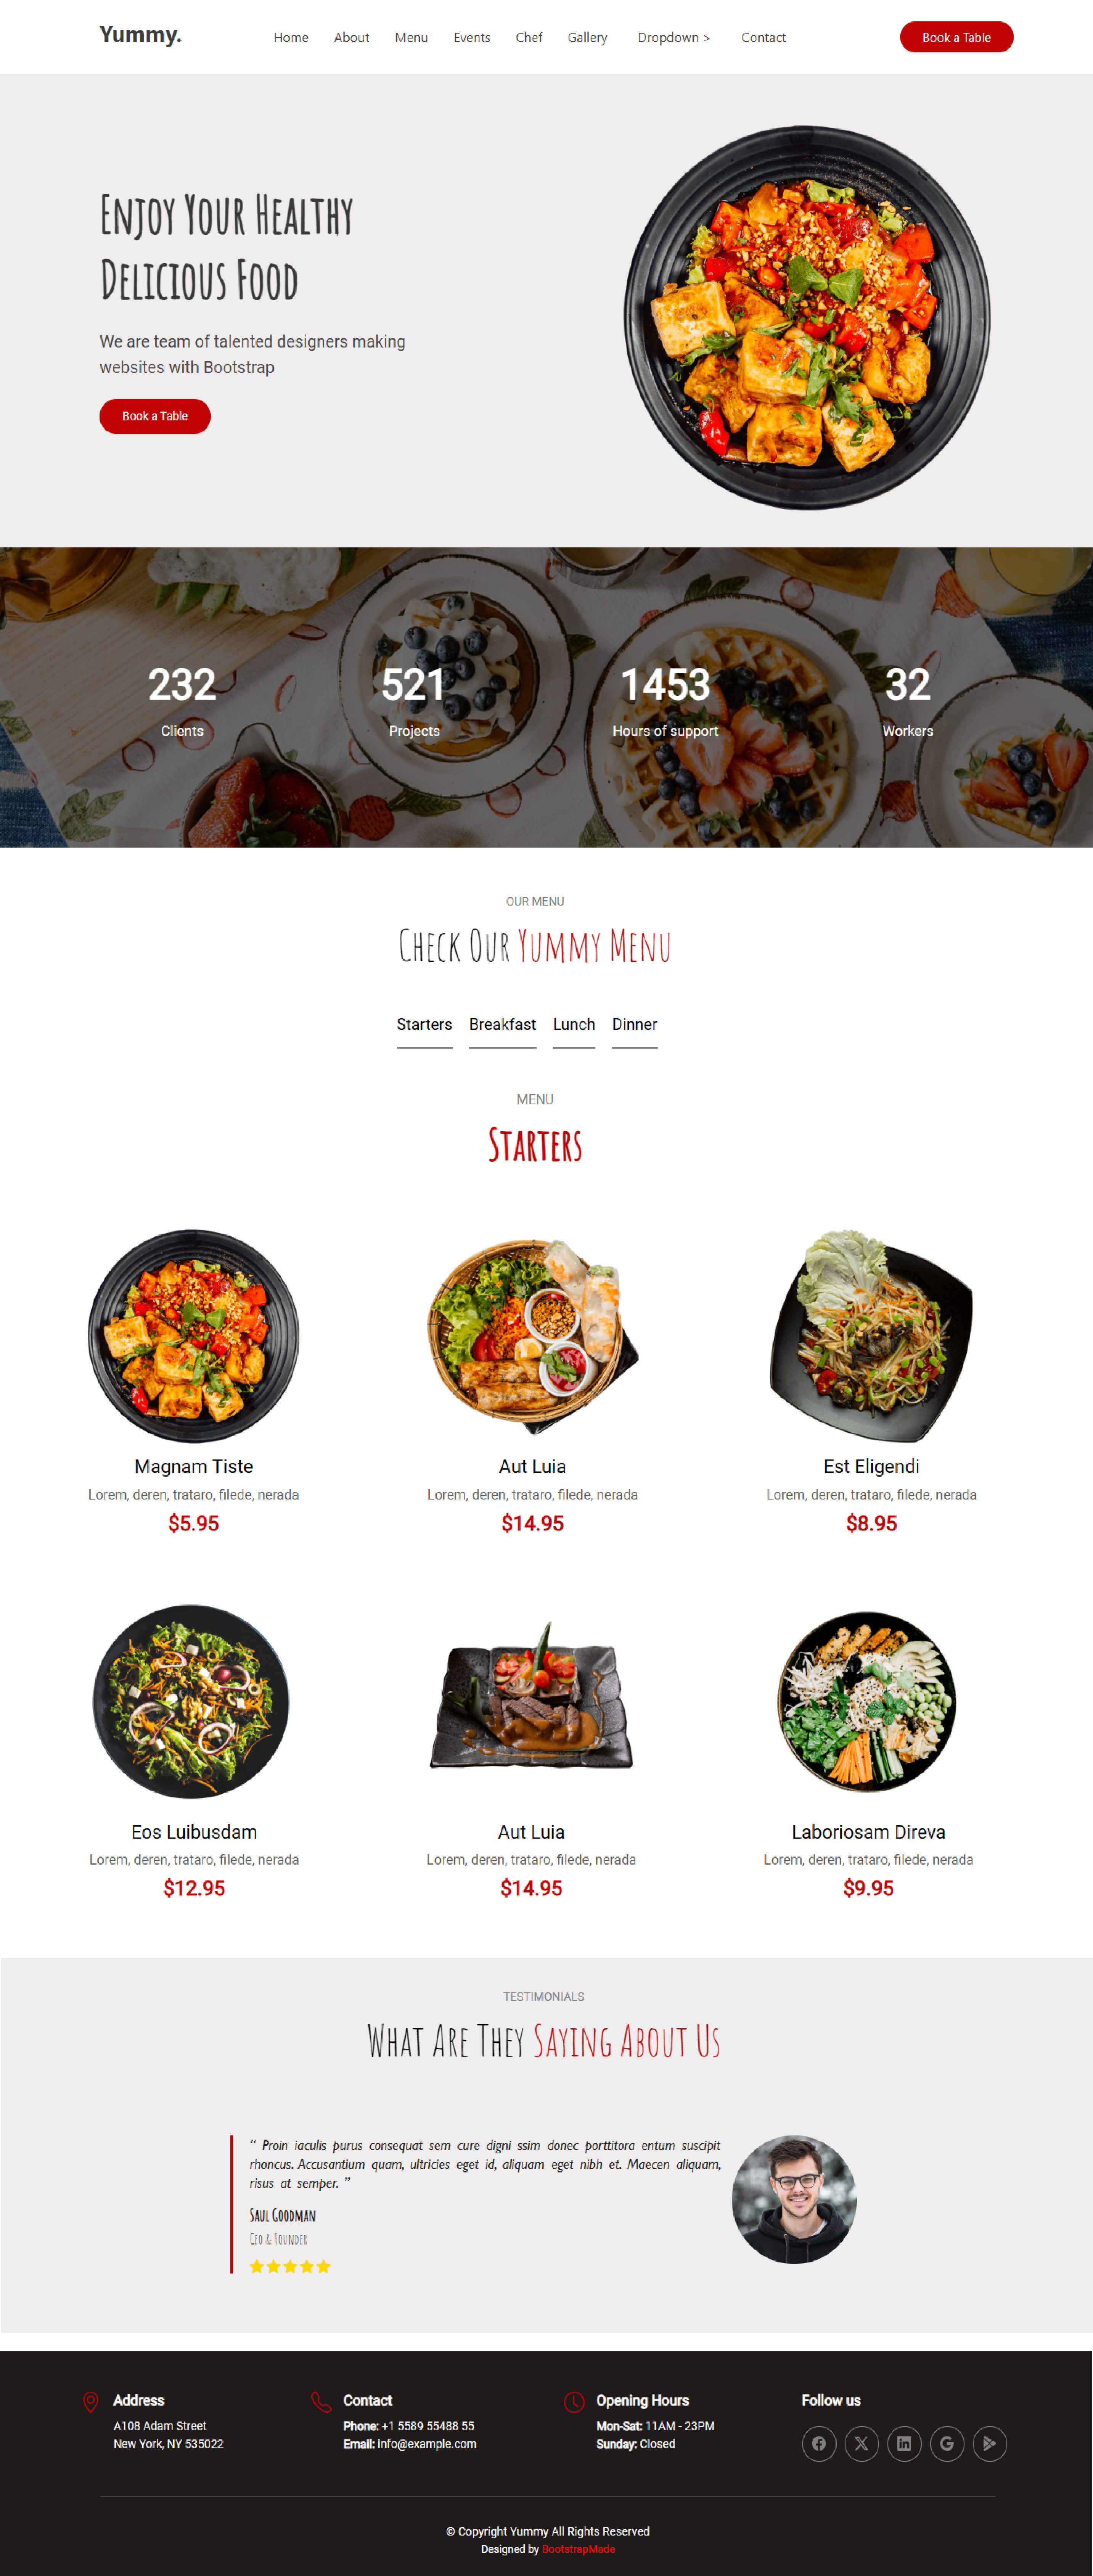 Yummy.
Home About Menu Events Chef Gallery Dropdown > Contact
Book a Table
Enjoy Your Healthy
Delicious Food
We are team of talented designers making
websites with Bootstrap
Book a Table
232 521 1453 32
Clients Projects Hours of support Workers
OUR MENU
Check Our Yummy Menu
Starters Breakfast Lunch Dinner
MENU
Starters
Magnam Tiste
Lorem, deren, trataro, filede, nerada
$5.95
Aut Luia
Lorem, deren, trataro, filede, nerada
$14.95
Est Eligendi
Lorem, deren, trataro, filede, nerada
$8.95
Eos Luibusdam
Lorem, deren, trataro, filede, nerada
$12.95
Aut Luia
Lorem, deren, trataro, filede, nerada
$14.95
Laboriosam Direva
Lorem, deren, trataro, filede, nerada
$9.95
TESTIMONIALS
What Are They Saying About Us
“ Proin iaculis purus consequat sem cure digni ssim donec porttitora entum suscipit
rhoncus. Accusantium quam, ultricies eget id, aliquam eget nibh et. Maecen aliquam,
risus at semper. ”
Saul Goodman
Ceo & Founder
Address
A108 Adam Street
New York, NY 535022
Contact
Phone: +1 5589 55488 55
Email: info@example.com
Opening Hours
Mon-Sat: 11AM - 23PM
Sunday: Closed
Follow us
© Copyright Yummy All Rights Reserved
Designed by BootstrapMade